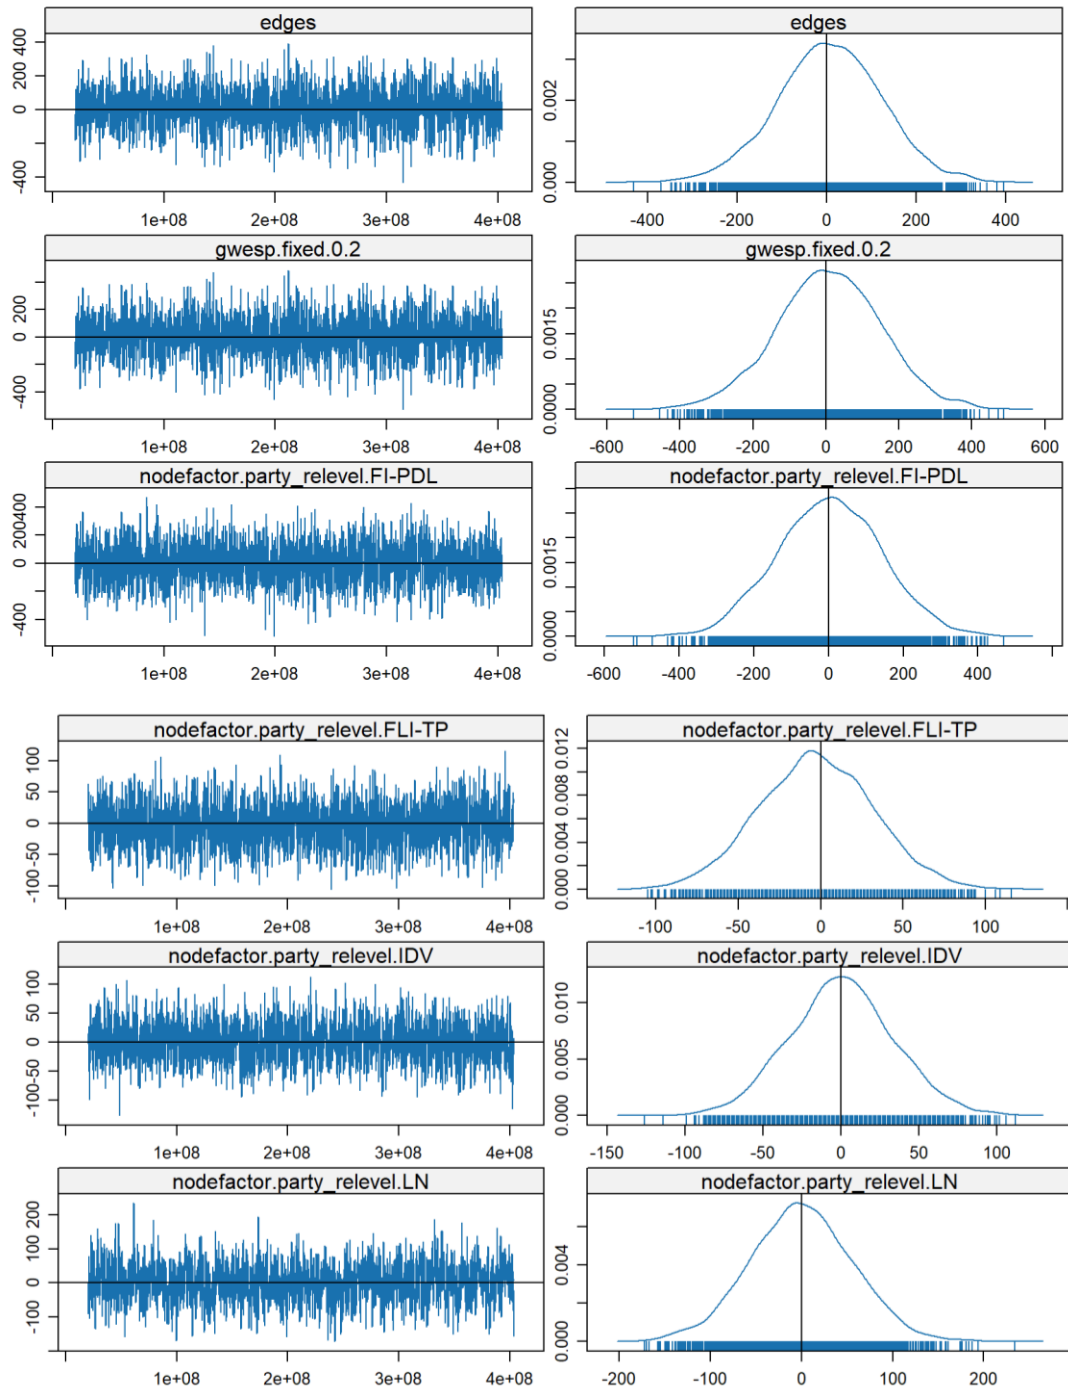 edges
edges
400
200
0
-400
1e+08 2e+08 3e+08 4e+08
0.002
0.000
-400 -200 0 200 400
gwesp.fixed.0.2
gwesp.fixed.0.2
200
0
-400
1e+08 2e+08 3e+08 4e+08
0.0015
0.0000
-600 -400 -200 0 200 400 600
nodefactor.party_relevel.FI-PDL
nodefactor.party_relevel.FI-PDL
400
200
0
-400
1e+08 2e+08 3e+08 4e+08
0.0015
0.0000
-600 -400 -200 0 200 400
nodefactor.party_relevel.FLI-TP
nodefactor.party_relevel.FLI-TP
100
50
0
-50
-100
1e+08 2e+08 3e+08 4e+08
0.012
0.008
0.004
0.000
-100 -50 0 50 100
nodefactor.party_relevel.IDV
nodefactor.party_relevel.IDV
100
50
0
-50
-100
1e+08 2e+08 3e+08 4e+08
0.010
0.005
0.000
-150 -100 -50 0 50 100
nodefactor.party_relevel.LN
nodefactor.party_relevel.LN
200
100
0
-100
1e+08 2e+08 3e+08 4e+08
0.004
0.000
-200 -100 0 100 200